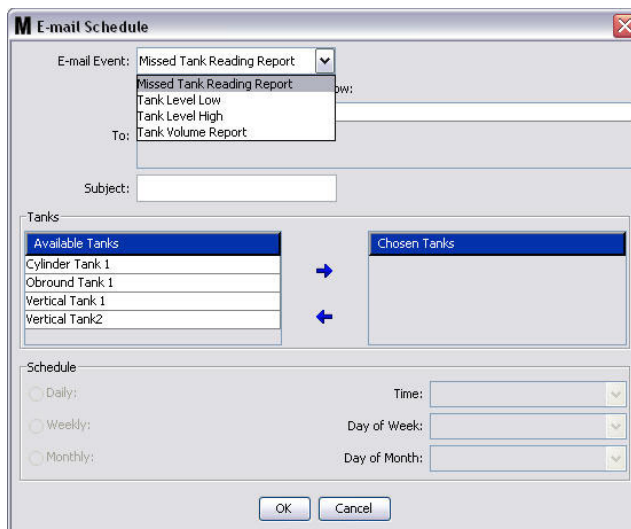 M E-mail Schedule
E-mail Event: Missed Tank Reading Report
Missed Tank Reading Report
Tank Level Low
Tank Level High
Tank Volume Report
To:
Subject:
Tanks
Available Tanks
Chosen Tanks
Cylinder Tank 1
Obround Tank 1
Vertical Tank 1
Vertical Tank2
Schedule
Daily: Time:
Weekly: Day of Week:
Monthly: Day of Month:
OK Cancel